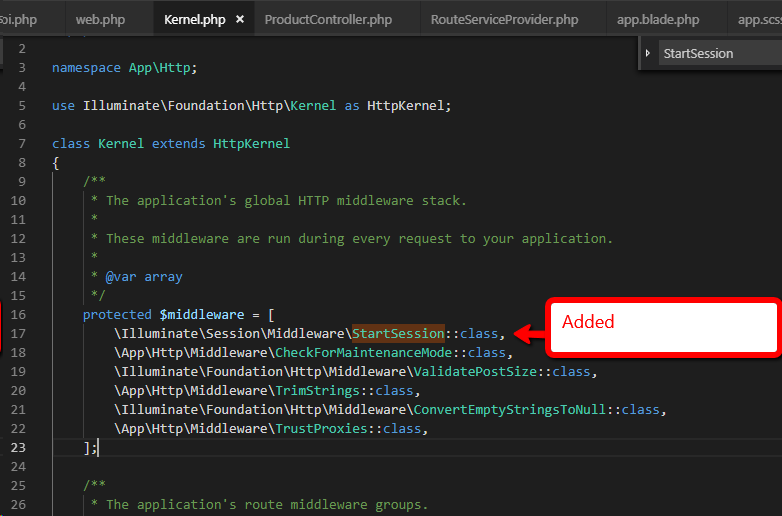 oi.php web.php Kernel.php × ProductController.php RouteServiceProvider.php app.blade.php app.scss
StartSession
2
3 namespace App\Http;
4
5 use Illuminate\Foundation\Http\Kernel as HttpKernel;
6
7 class Kernel extends HttpKernel
8 {
9 /**
10 * The application's global HTTP middleware stack.
11 *
12 * These middleware are run during every request to your application.
13 *
14 * @var array
15 */
16 protected $middleware = [
17 \Illuminate\Session\Middleware\StartSession::class,
Added
18 \App\Http\Middleware\CheckForMaintenanceMode::class,
19 \Illuminate\Foundation\Http\Middleware\ValidatePostSize::class,
20 \App\Http\Middleware\TrimStrings::class,
21 \Illuminate\Foundation\Http\Middleware\ConvertEmptyStringsToNull::class,
22 \App\Http\Middleware\TrustProxies::class,
23 ];
24
25 /**
26 * The application's route middleware groups.